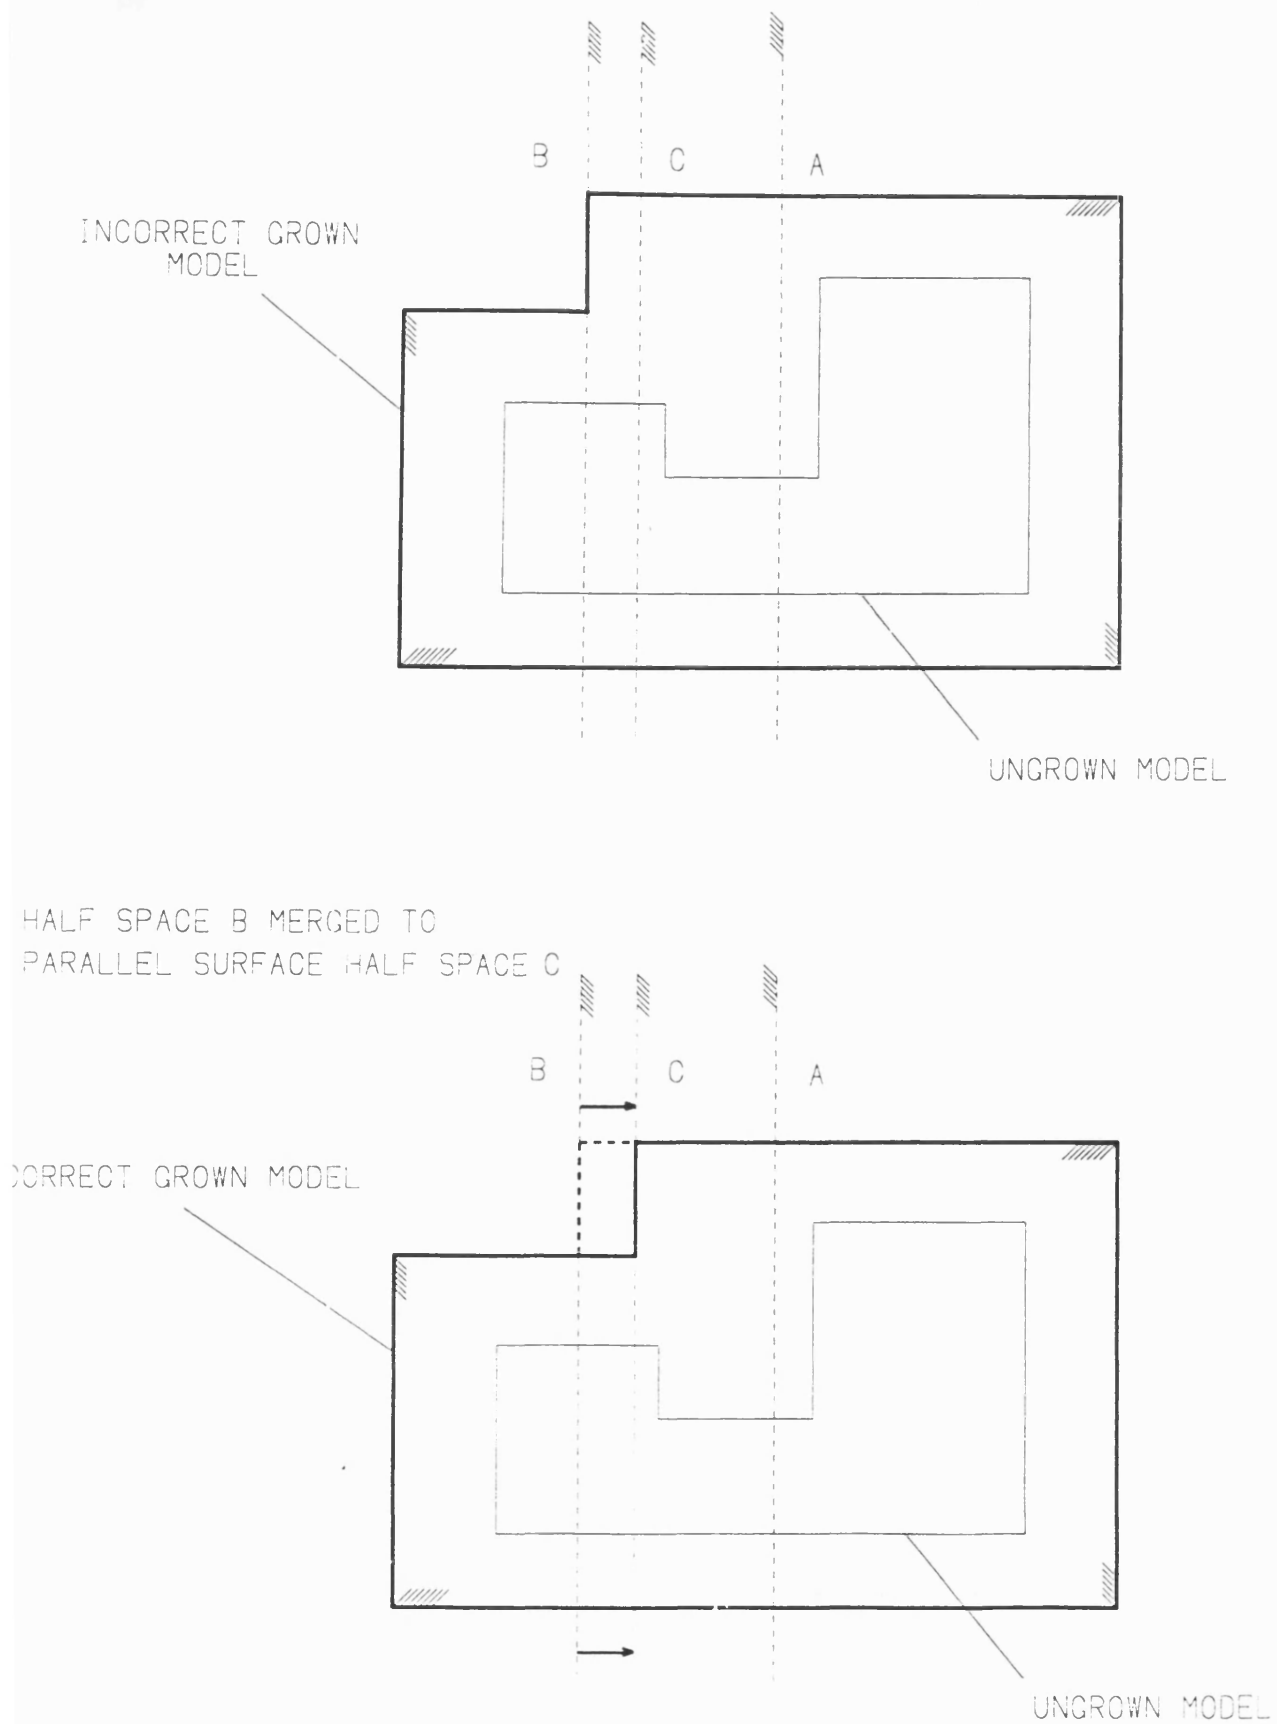 B
C
A
INCORRECT GROWN
MODEL
UNGROWN MODEL
HALF SPACE B MERGED TO
PARALLEL SURFACE HALF SPACE C
B
C
A
CORRECT GROWN MODEL
UNGROWN MODEL